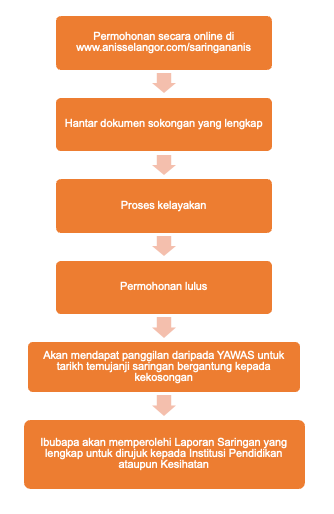 Permohonan secara online di
www.anisselangor.com/saringananis
Hantar dokumen sokongan yang lengkap
Proses kelayakan
Permohonan lulus
Akan mendapat panggilan daripada YAWAS untuk
tarikh temujanji saringan bergantung kepada
kekosongan
Ibubapa akan memperolehi Laporan Saringan yang
lengkap untuk dirujuk kepada Institusi Pendidikan
ataupun Kesihatan